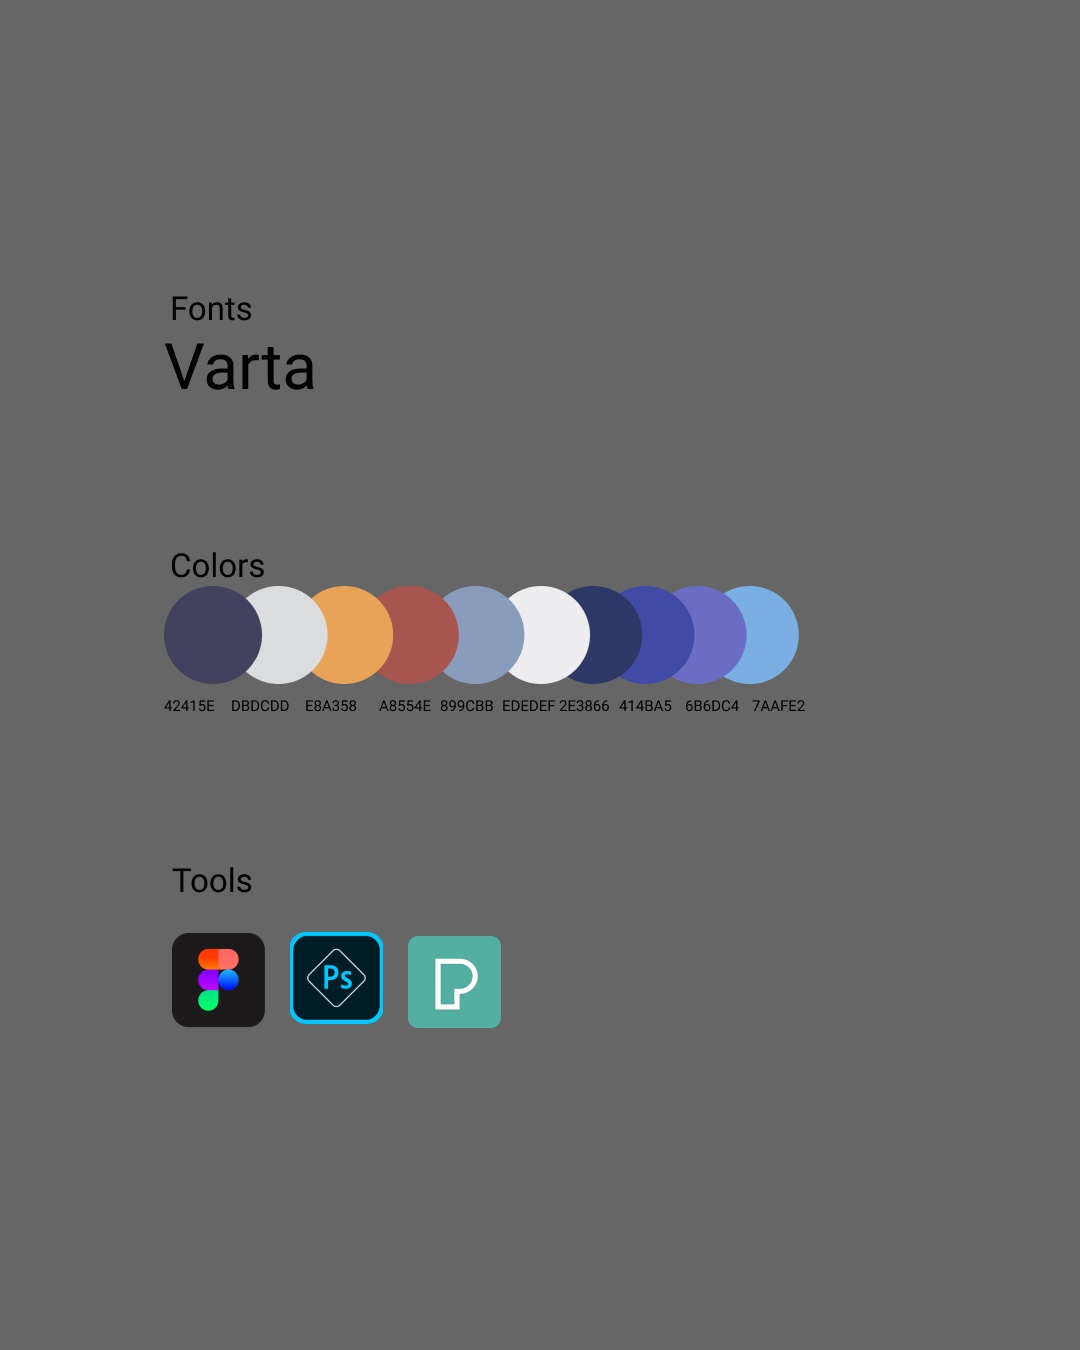 Fonts
Varta
Colors
42415E DBDCDD E8A358 A8554E 899CBB EDEDEF 2E3866 414BA5 6B6DC4 7AAFE2
Tools
Ps